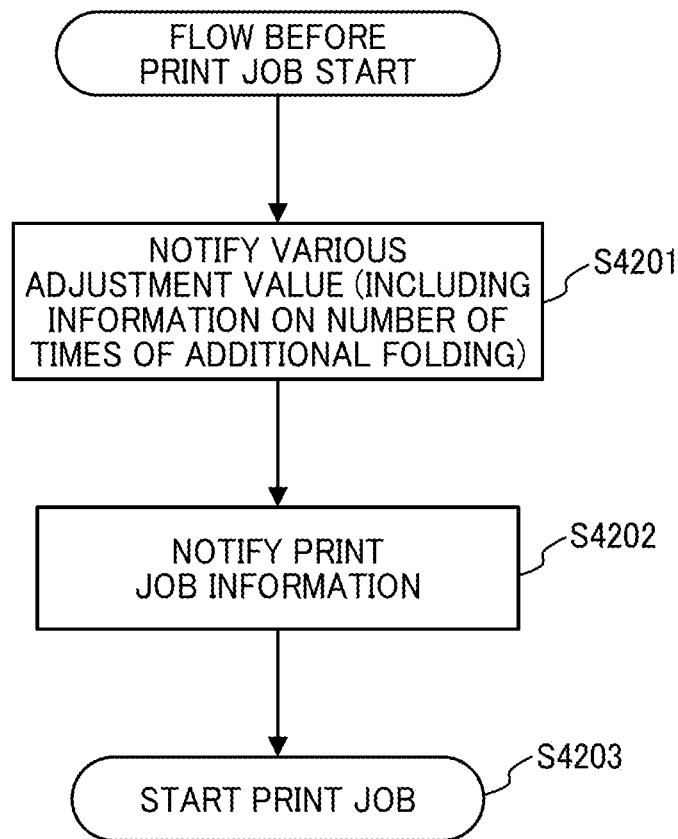 FLOW BEFORE
PRINT JOB START
NOTIFY VARIOUS
ADJUSTMENT VALUE (INCLUDING
INFORMATION ON NUMBER OF
TIMES OF ADDITIONAL FOLDING)
S4201
NOTIFY PRINT
JOB INFORMATION
S4202
START PRINT JOB
S4203